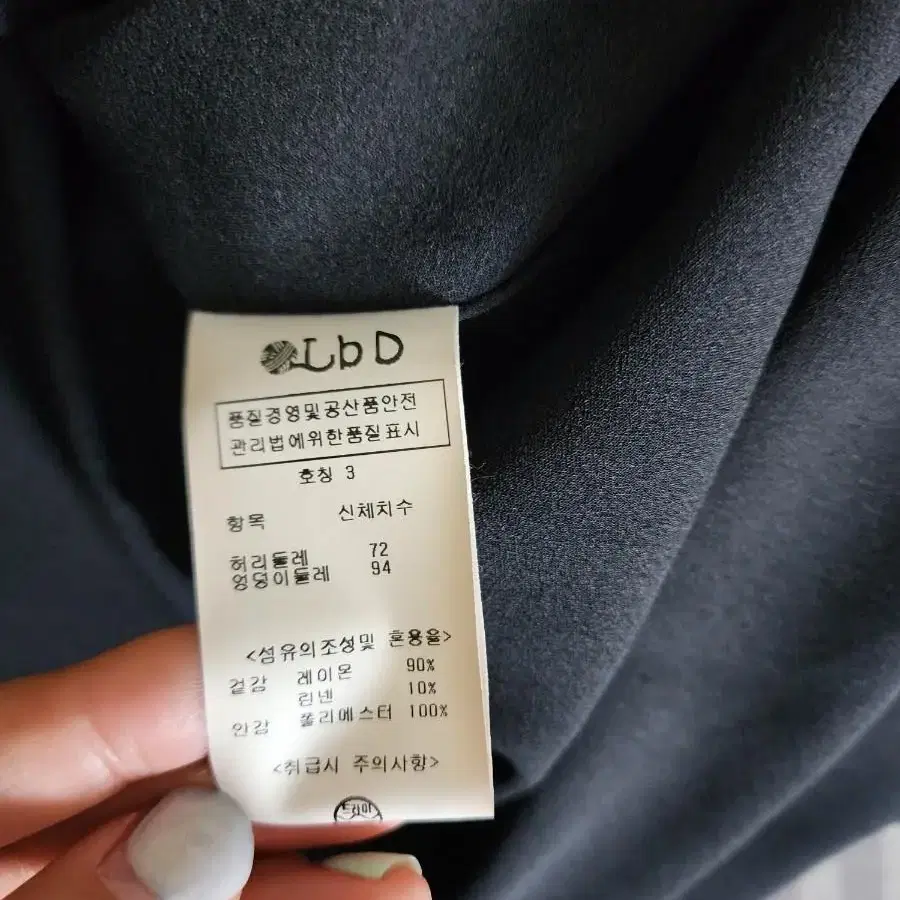 LbD
품질경영및공산품안전
관리법에위한품질표시
호칭 3
항목 신체치수
허리둘레 72
엉덩이둘레 94
<섬유의조성및 혼용율>
겉감 레이온 90%
린넨 10%
안감 폴리에스터 100%
<취급시 주의사항>
드라이